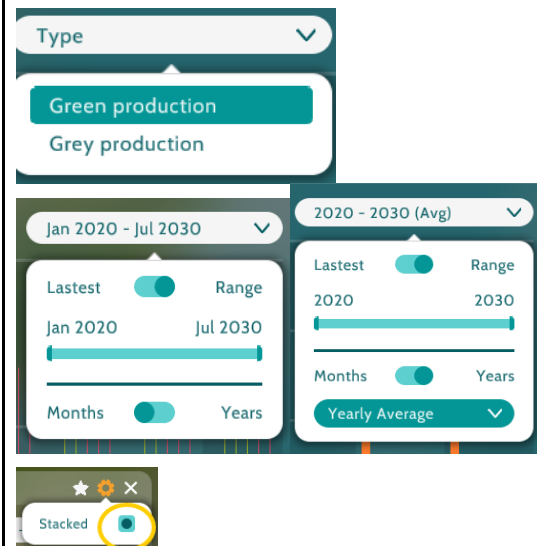 Type
Green production
Grey production
Jan 2020 - Jul 2030
Lastest Range
Jan 2020 Jul 2030
Months Years
2020 - 2030 (Avg)
Lastest Range
2020 2030
Months Years
Yearly Average
Stacked